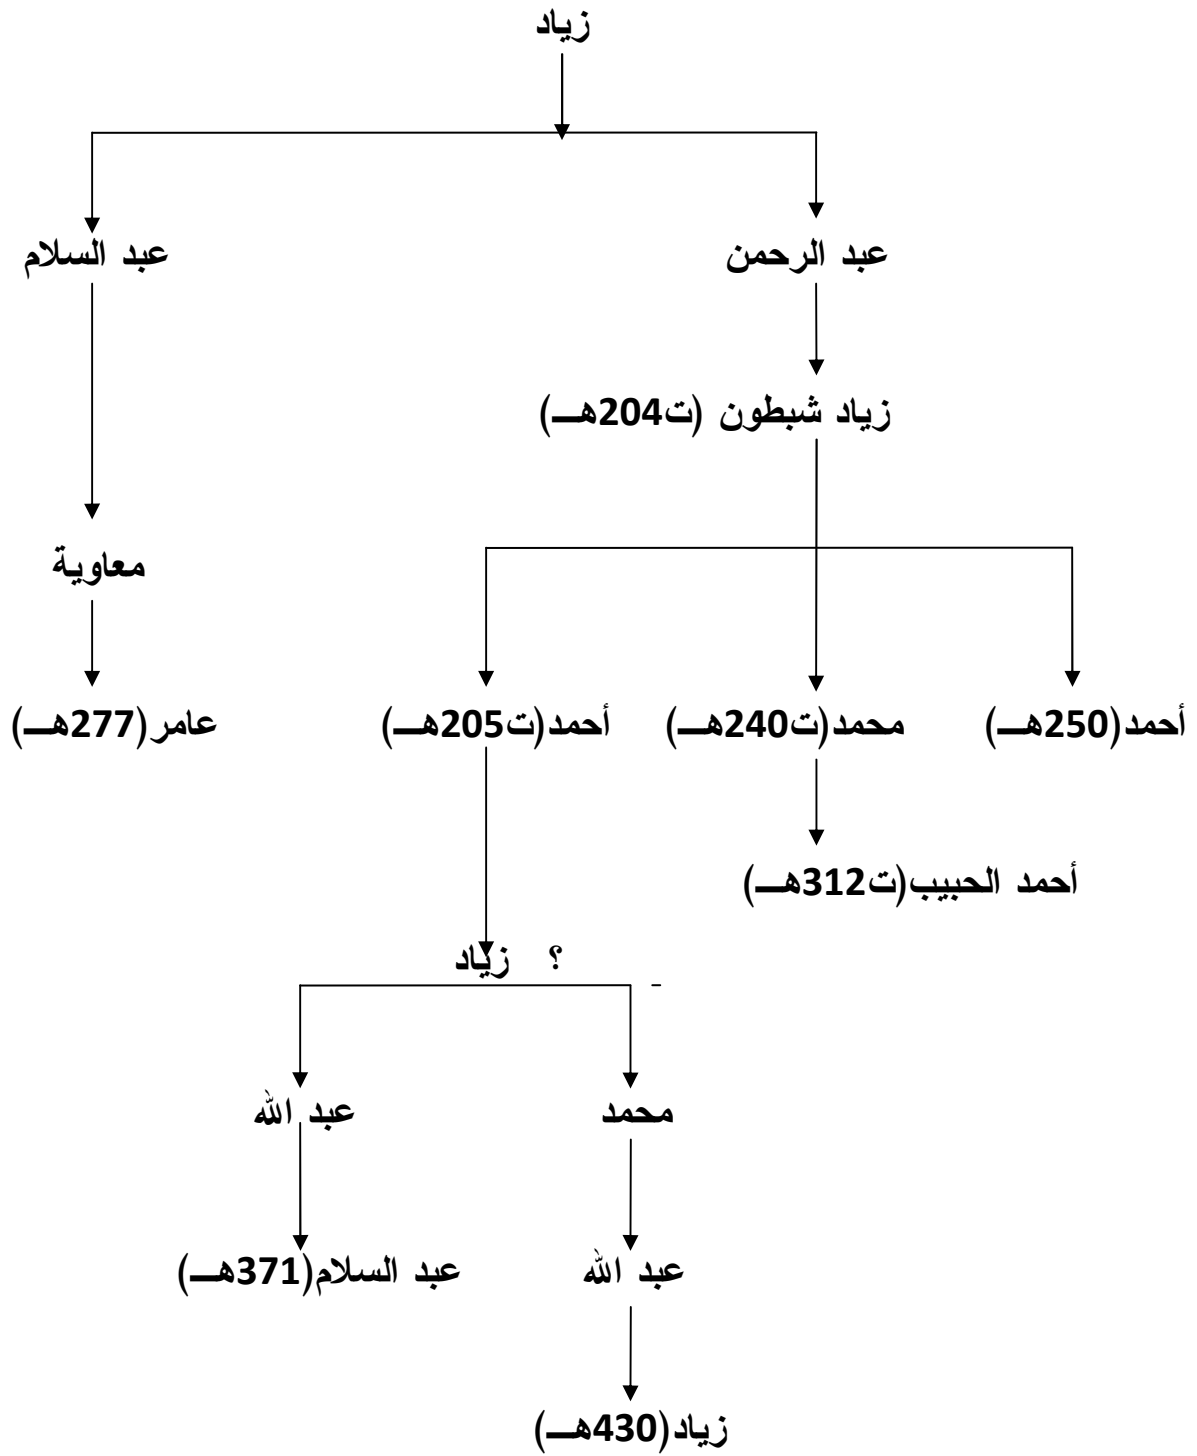 زياد
عبد الرحمن
عبد السلام
زياد شبطون (ت204هـ)
معاوية
أحمد(250هـ)
محمد(ت240هـ)
أحمد(ت205هـ)
عامر(277هـ)
أحمد الحبيب(ت312هـ)
؟ زياد
محمد
عبد الله
عبد الله
عبد السلام(371هـ)
زياد(430هـ)